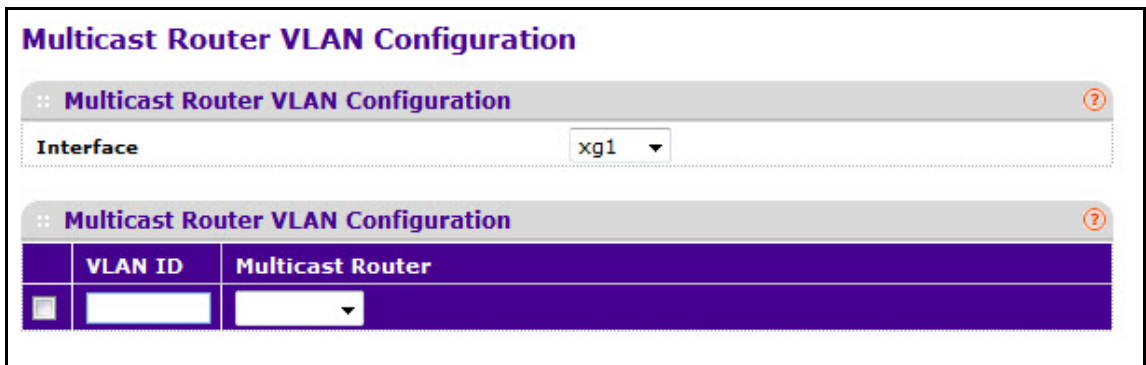 Multicast Router VLAN Configuration
Multicast Router VLAN Configuration ?
Interface xg1
Multicast Router VLAN Configuration ?
VLAN ID Multicast Router